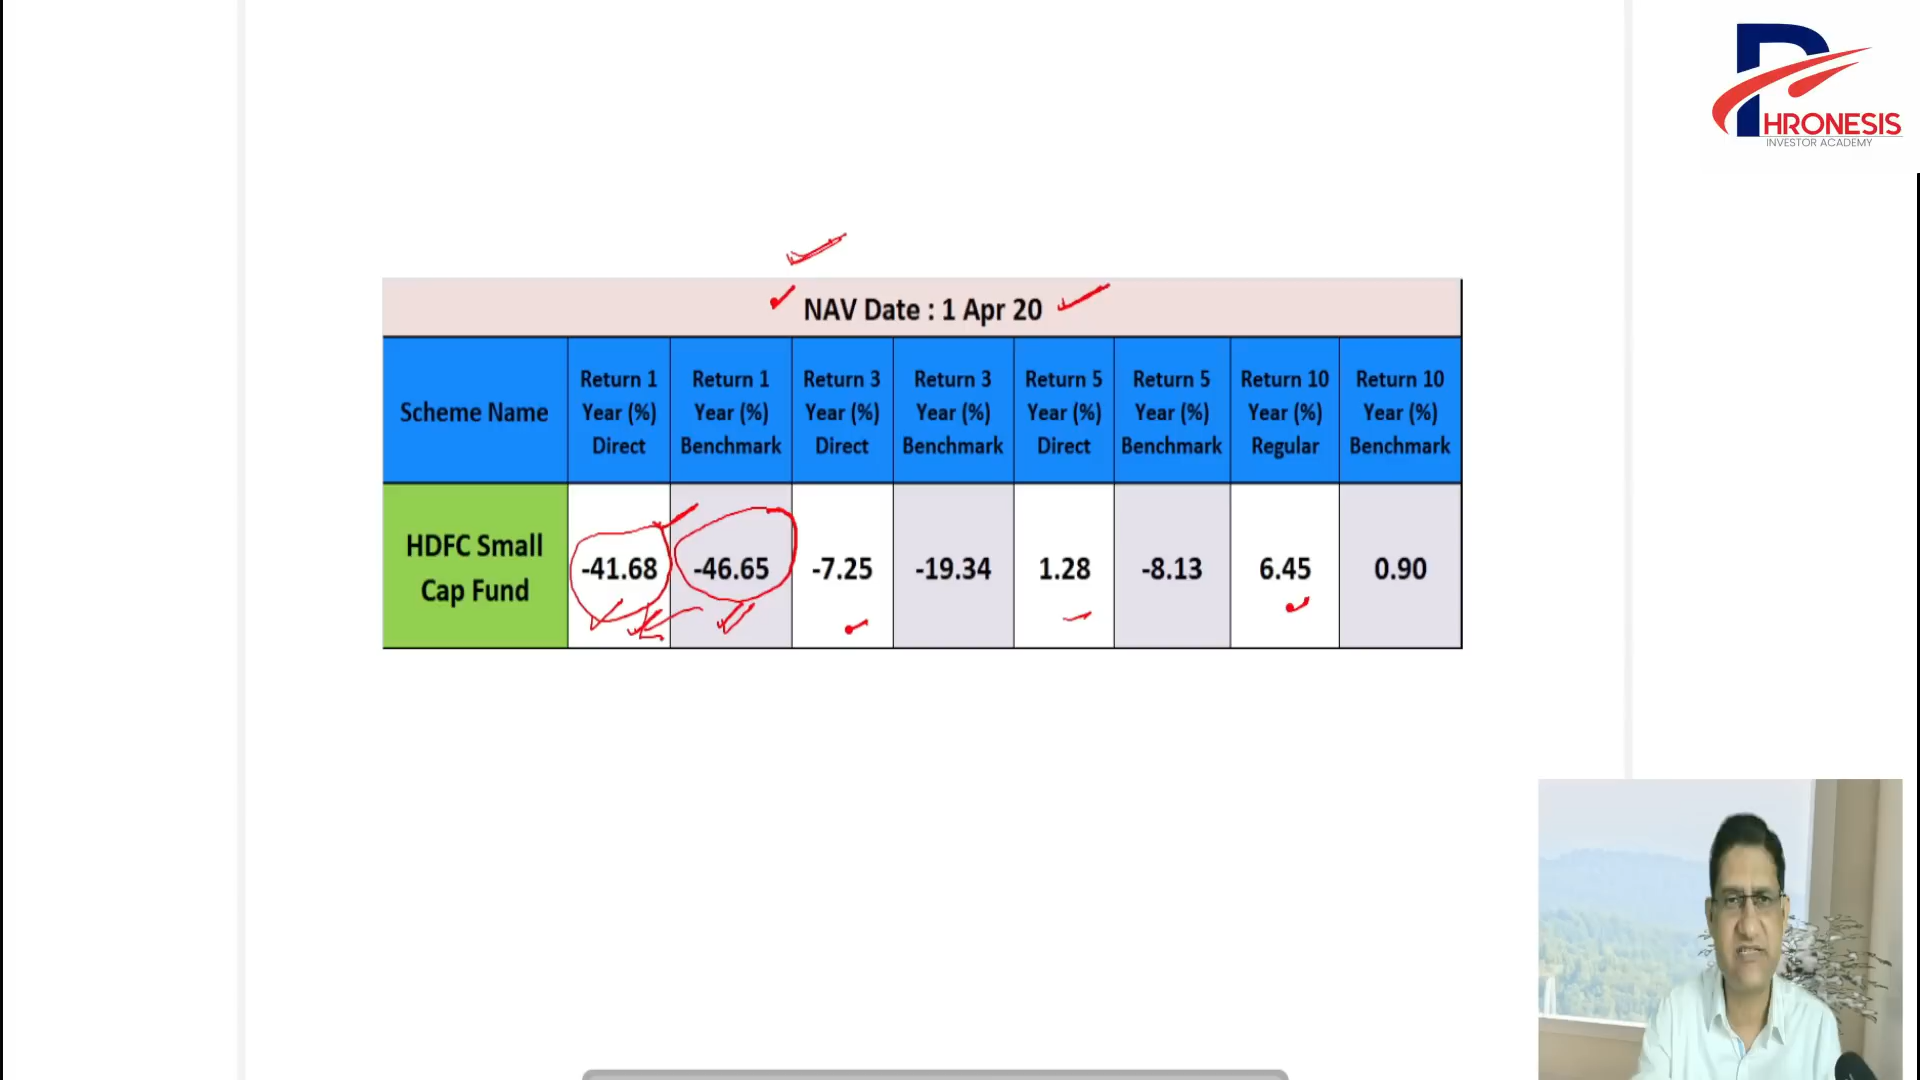 HRONESIS
INVESTOR ACADEMY
NAV Date : 1 Apr 20
Scheme Name
Return 1
Year (%)
Direct
Return 1
Year (%)
Benchmark
Return 3
Year (%)
Direct
Return 3
Year (%)
Benchmark
Return 5
Year (%)
Direct
Return 5
Year (%)
Benchmark
Return 10
Year (%)
Regular
Return 10
Year (%)
Benchmark
HDFC Small
Cap Fund
-41.68
-46.65
-7.25
-19.34
1.28
-8.13
6.45
0.90